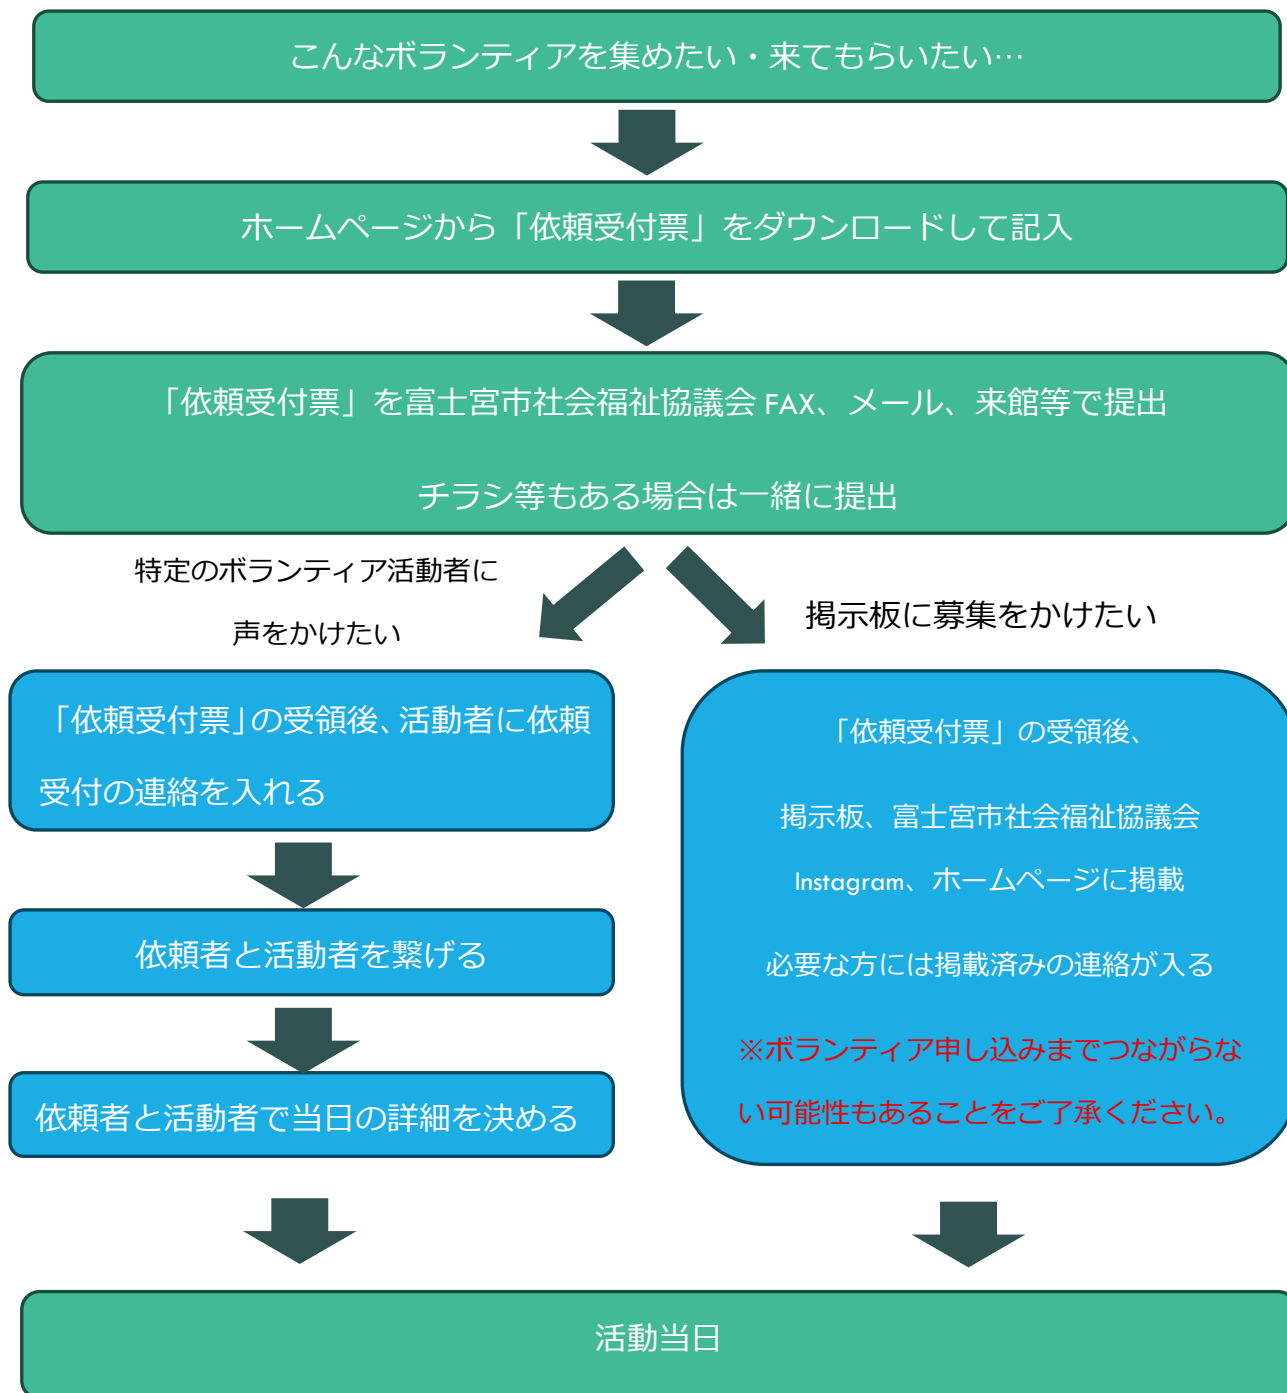 こんなボランティアを集めたい・来てもらいたい…
ホームページから「依頼受付票」をダウンロードして記入
「依頼受付票」を富士宮市社会福祉協議会 FAX、メール、来館等で提出
チラシ等もある場合は一緒に提出
特定のボランティア活動者に
声をかけたい
「依頼受付票」の受領後、活動者に依頼
受付の連絡を入れる
依頼者と活動者を繋げる
依頼者と活動者で当日の詳細を決める
掲示板に募集をかけたい
「依頼受付票」の受領後、
掲示板、富士宮市社会福祉協議会
Instagram、ホームページに掲載
必要な方には掲載済みの連絡が入る
※ボランティア申し込みまでつながらな
い可能性もあることをご了承ください。
活動当日